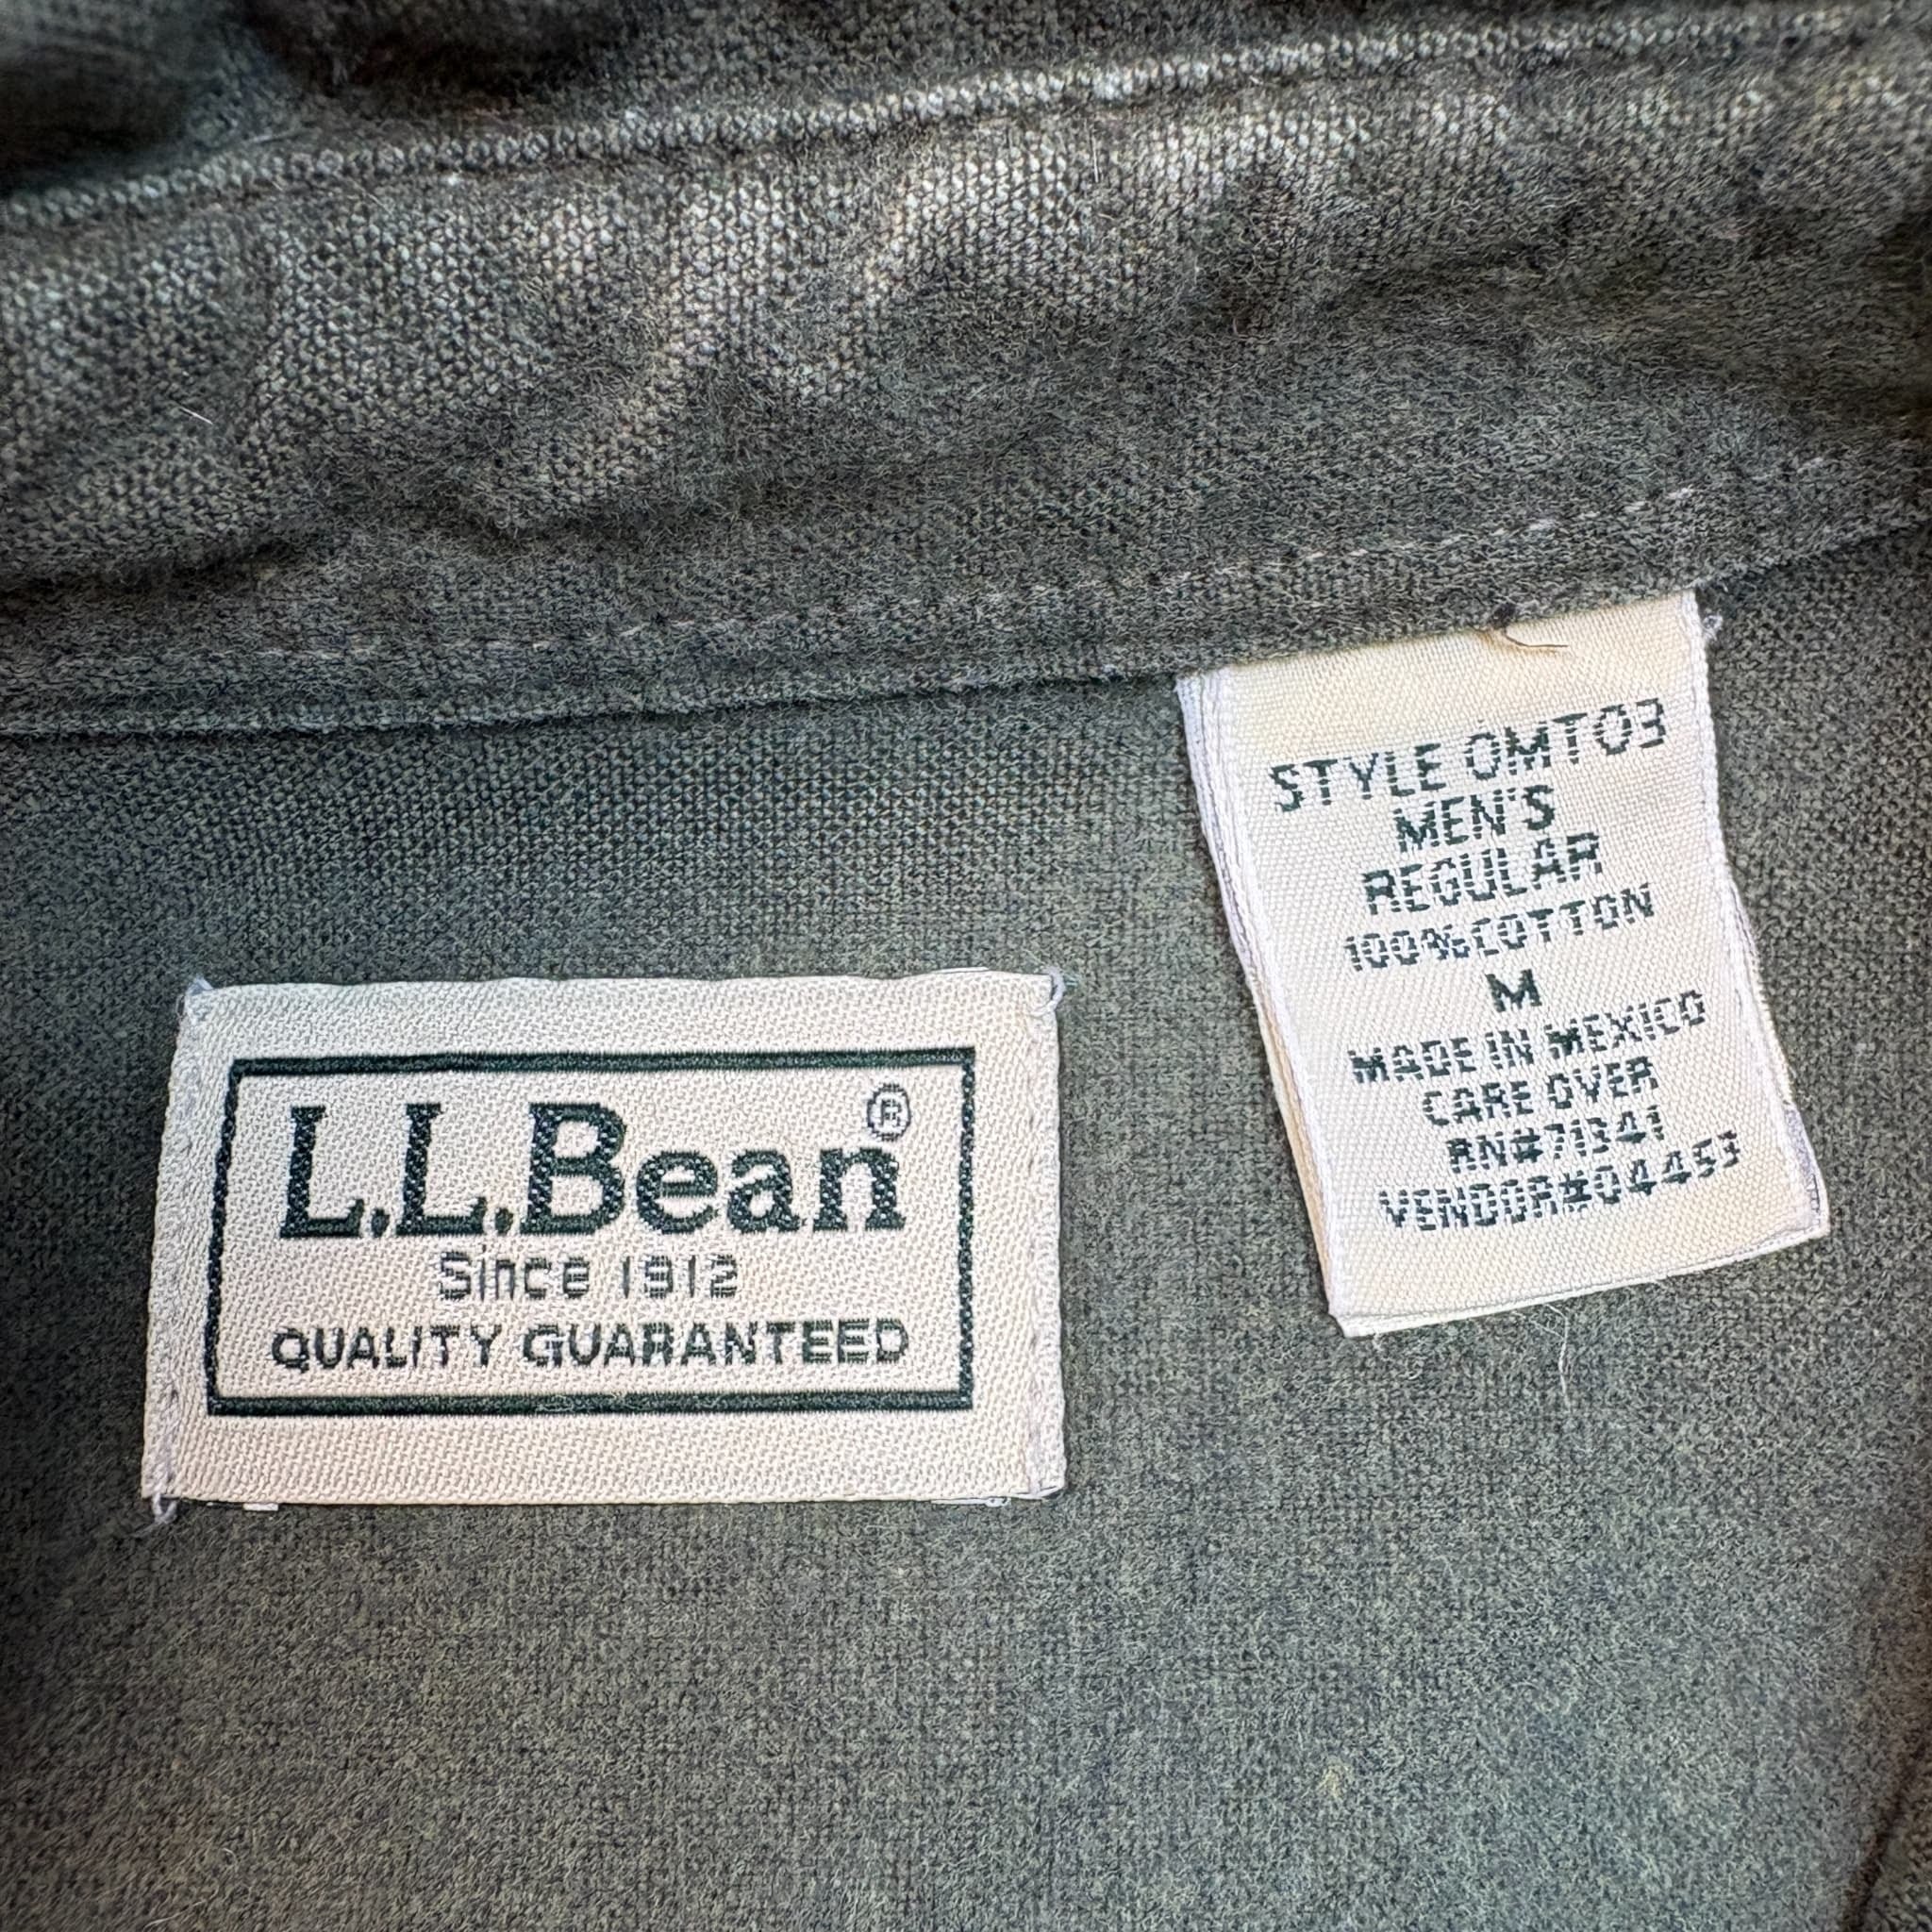 L.L.Bean®
Since 1912
QUALITY GUARANTEED
STYLE OMT03
MEN'S
REGULAR
100%COTTON
M
MADE IN MEXICO
CARE OVER
RN#71341
VENDOR#04453